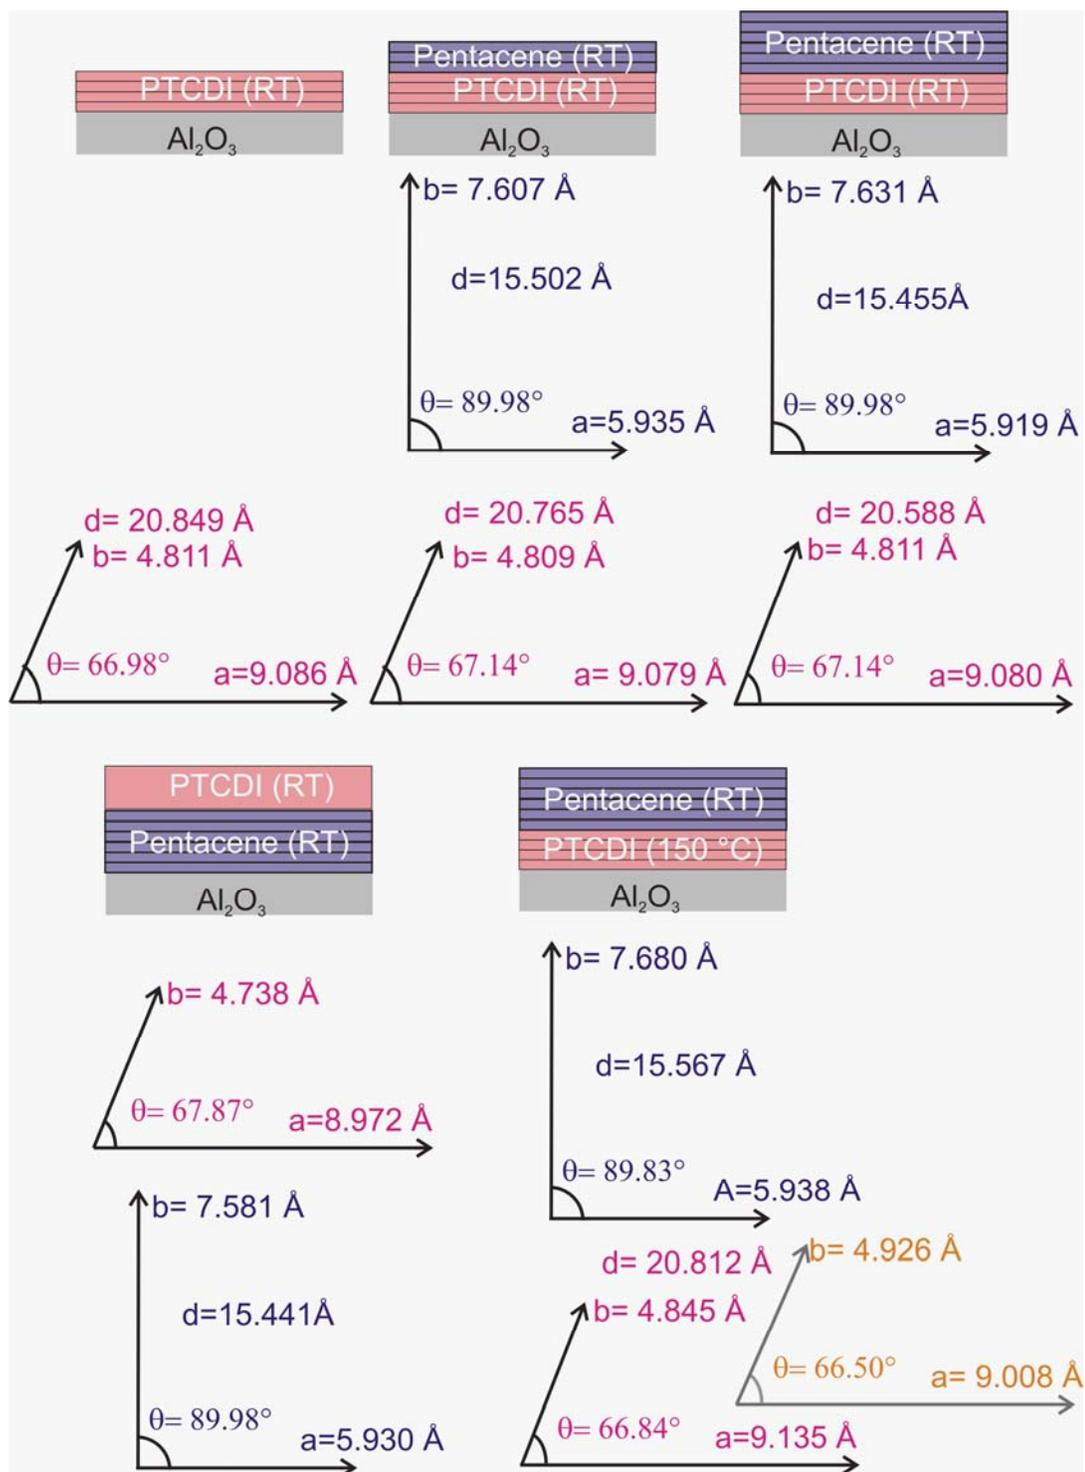 PTCDI (RT)
Al₂O₃
Pentacene (RT)
PTCDI (RT)
Al₂O₃
Pentacene (RT)
PTCDI (RT)
Al₂O₃
b= 7.607 Å
d=15.502 Å
θ= 89.98°
a=5.935 Å
b= 7.631 Å
d=15.455Å
θ= 89.98°
a=5.919 Å
d= 20.849 Å
b= 4.811 Å
θ= 66.98°
a=9.086 Å
d= 20.765 Å
b= 4.809 Å
θ= 67.14°
a= 9.079 Å
d= 20.588 Å
b= 4.811 Å
θ= 67.14°
a=9.080 Å
PTCDI (RT)
Pentacene (RT)
Al₂O₃
b= 4.738 Å
θ= 67.87°
a=8.972 Å
b= 7.581 Å
d=15.441Å
θ= 89.98°
a=5.930 Å
Pentacene (RT)
PTCDI (150 °C)
Al₂O₃
b= 7.680 Å
d=15.567 Å
θ= 89.83°
A=5.938 Å
d= 20.812 Å
b= 4.845 Å
θ= 66.84°
a=9.135 Å
b= 4.926 Å
θ= 66.50°
a= 9.008 Å